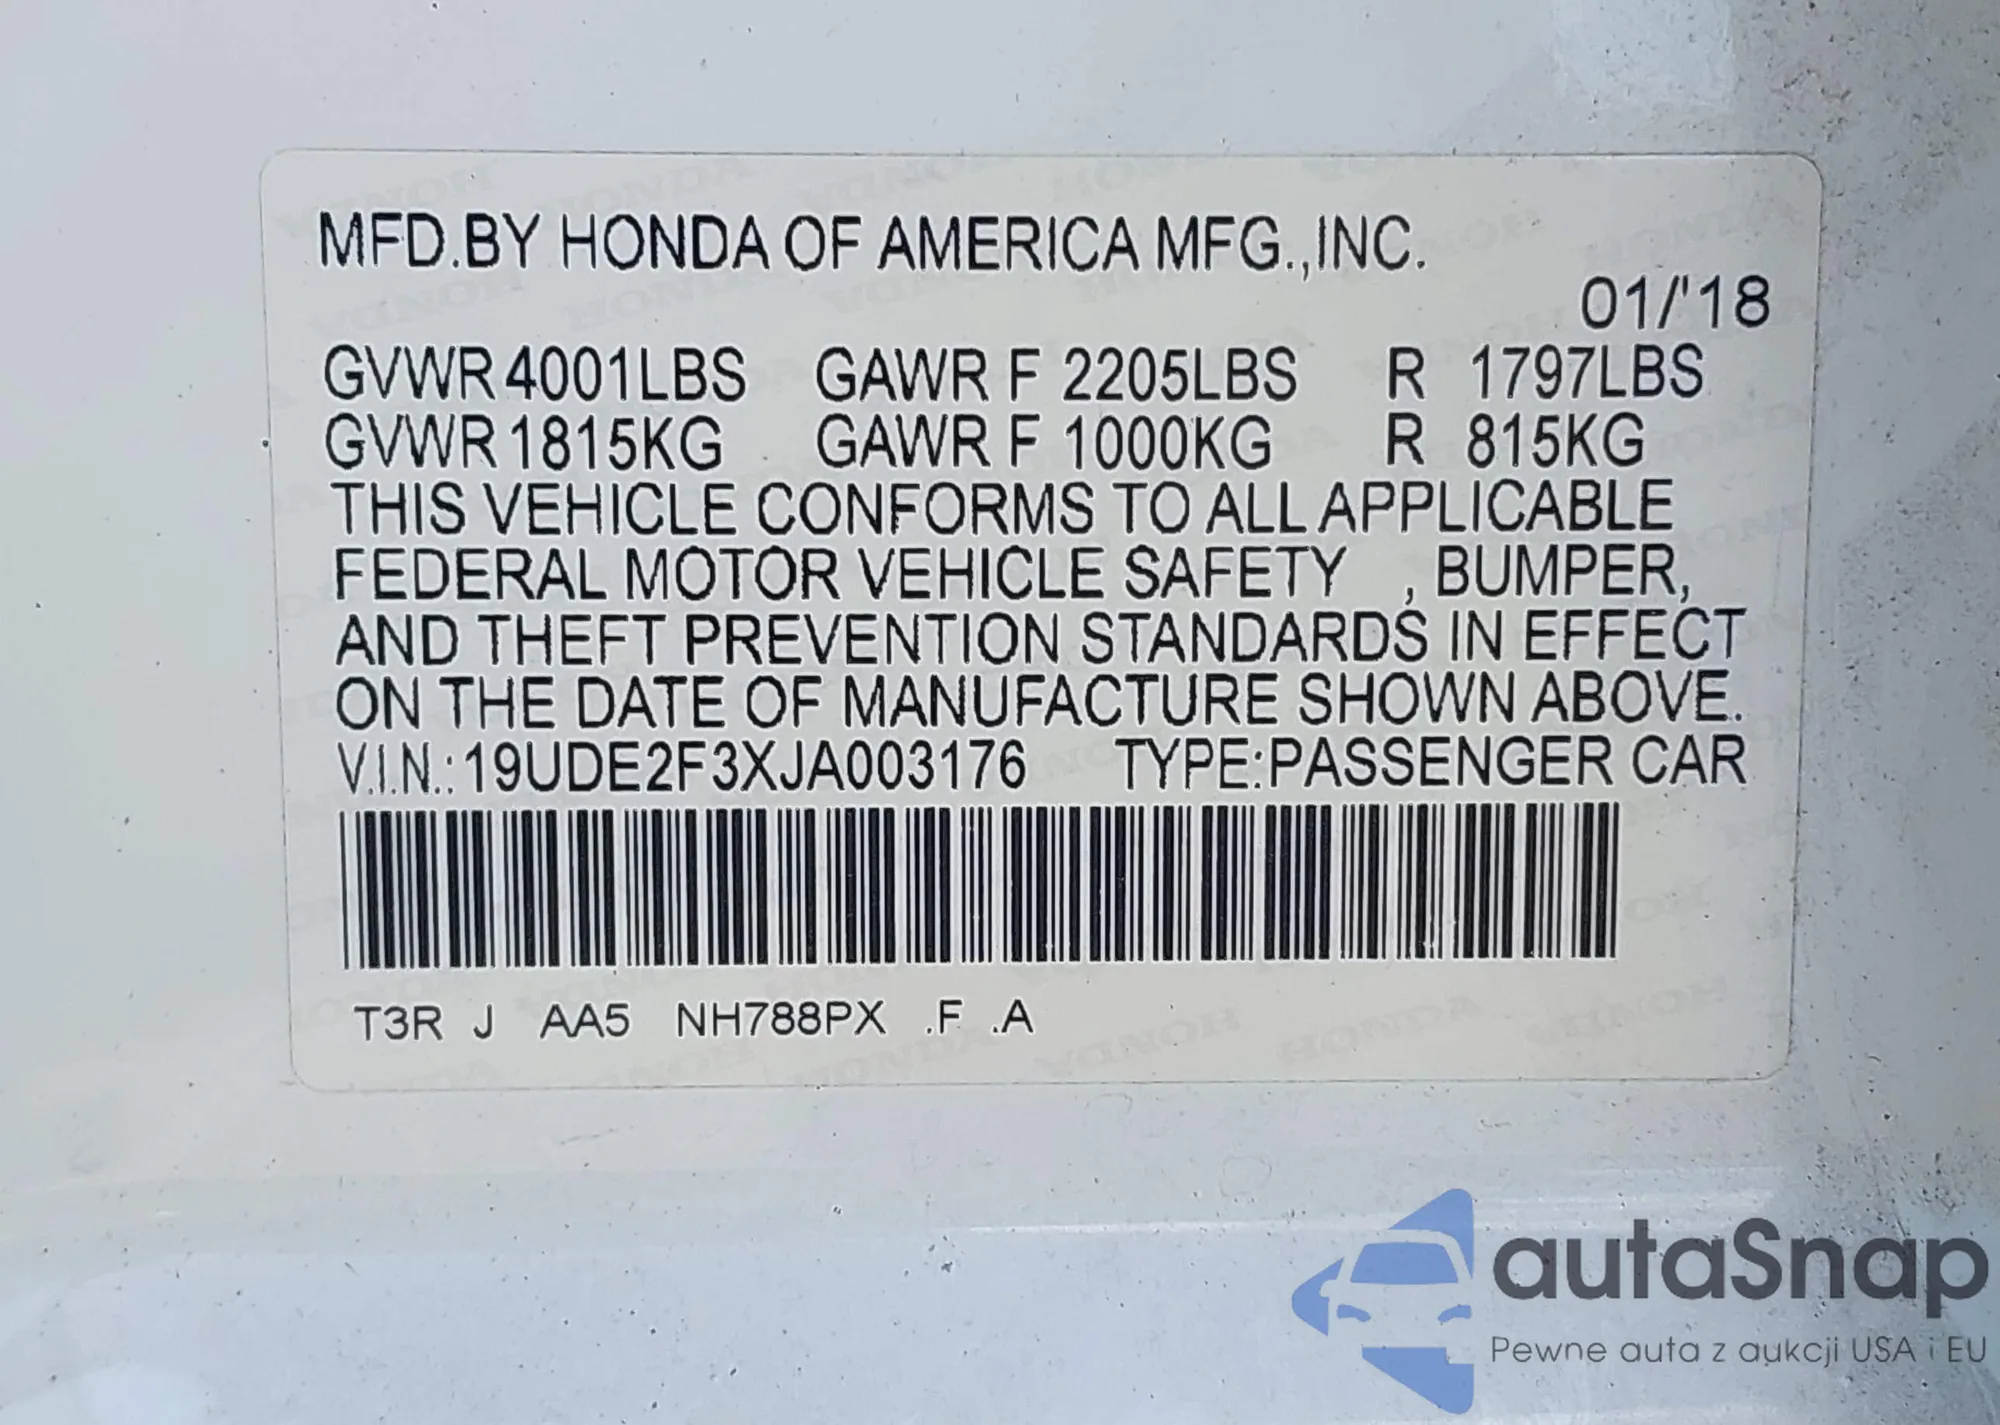 MFD.BY HONDA OF AMERICA MFG.,INC.
01/'18
GVWR 4001LBS GAWR F 2205LBS R 1797LBS
GVWR 1815KG GAWR F 1000KG R 815KG
THIS VEHICLE CONFORMS TO ALL APPLICABLE
FEDERAL MOTOR VEHICLE SAFETY , BUMPER,
AND THEFT PREVENTION STANDARDS IN EFFECT
ON THE DATE OF MANUFACTURE SHOWN ABOVE.
V.I.N.:19UDE2F3XJA003176 TYPE:PASSENGER CAR
T3R J AA5 NH788PX .F .A
autaSnap
Pewne auta z aukcji USA i EU